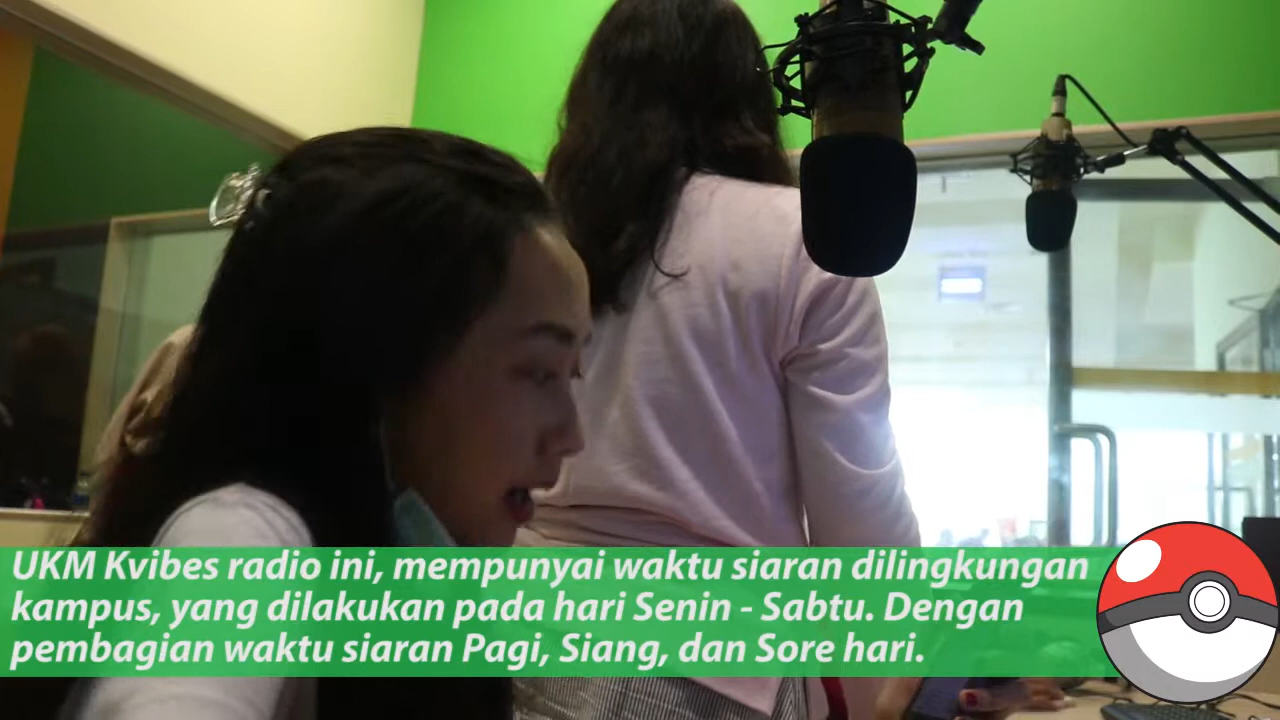 UKM Kvibes radio ini, mempunyai waktu siaran dilingkungan
kampus, yang dilakukan pada hari Senin - Sabtu. Dengan
pembagian waktu siaran Pagi, Siang, dan Sore hari.